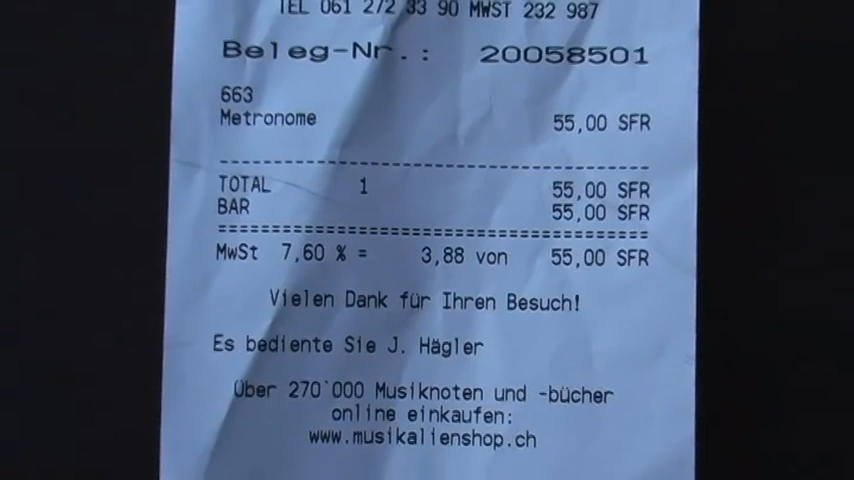 TEL 061 272 33 90 MWST 232 987
Beleg-Nr.: 20058501
663
Metronome 55,00 SFR
--------------------------------------------------
TOTAL 1 55,00 SFR
BAR 55,00 SFR
==================================================
MwSt 7,60 % = 3,88 von 55,00 SFR
Vielen Dank für Ihren Besuch!
Es bediente Sie J. Hägler
Über 270`000 Musiknoten und -bücher
online einkaufen:
www.musikalienshop.ch